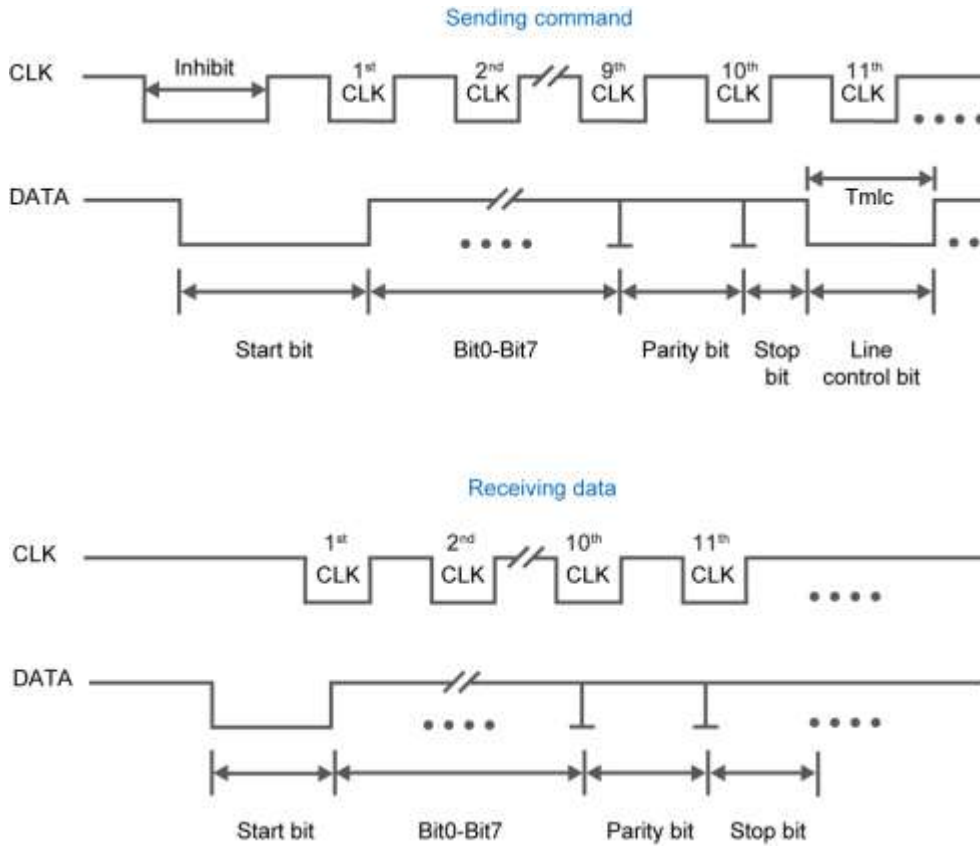 Sending command
CLK Inhibit 1st CLK 2nd CLK 9th CLK 10th CLK 11th CLK
DATA Tmlc
Start bit Bit0-Bit7 Parity bit Stop bit Line control bit
Receiving data
CLK 1st CLK 2nd CLK 10th CLK 11th CLK
DATA
Start bit Bit0-Bit7 Parity bit Stop bit